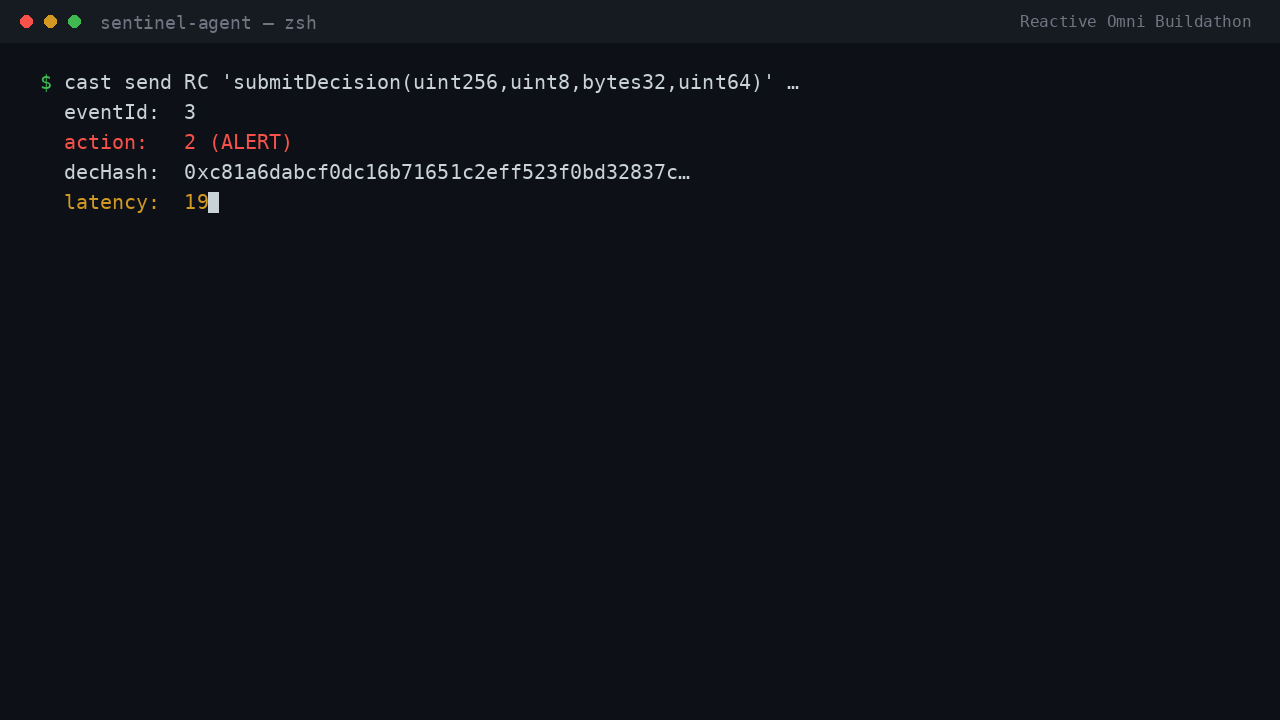 sentinel-agent — zsh
Reactive Omni Buildathon
$ cast send RC 'submitDecision(uint256,uint8,bytes32,uint64)' …
eventId: 3
action: 2 (ALERT)
decHash: 0xc81a6dabcf0dc16b71651c2eff523f0bd32837c…
latency: 19